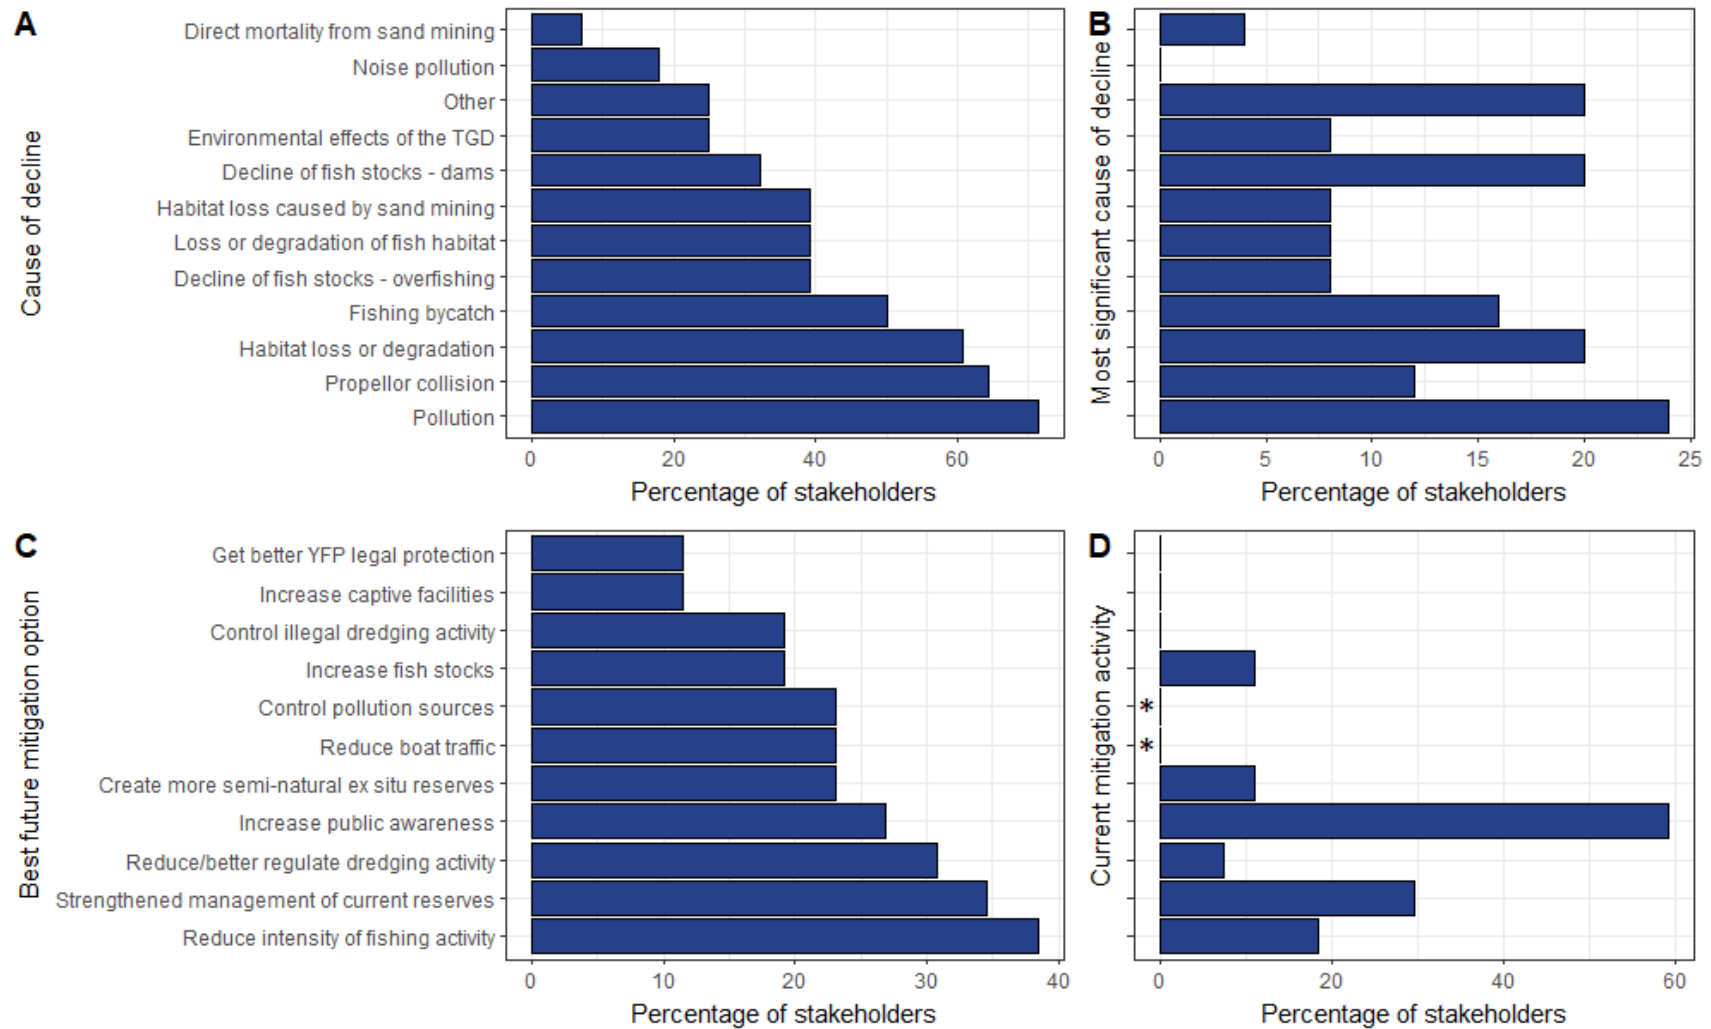 A
Cause of decline
Direct mortality from sand mining
Noise pollution
Other
Environmental effects of the TGD
Decline of fish stocks - dams
Habitat loss caused by sand mining
Loss or degradation of fish habitat
Decline of fish stocks - overfishing
Fishing bycatch
Habitat loss or degradation
Propellor collision
Pollution
0 20 40 60
Percentage of stakeholders
B
Most significant cause of decline
0 5 10 15 20 25
Percentage of stakeholders
C
Best future mitigation option
Get better YFP legal protection
Increase captive facilities
Control illegal dredging activity
Increase fish stocks
Control pollution sources
Reduce boat traffic
Create more semi-natural ex situ reserves
Increase public awareness
Reduce/better regulate dredging activity
Strengthened management of current reserves
Reduce intensity of fishing activity
0 10 20 30 40
Percentage of stakeholders
D
Current mitigation activity
*
*
0 20 40 60
Percentage of stakeholders